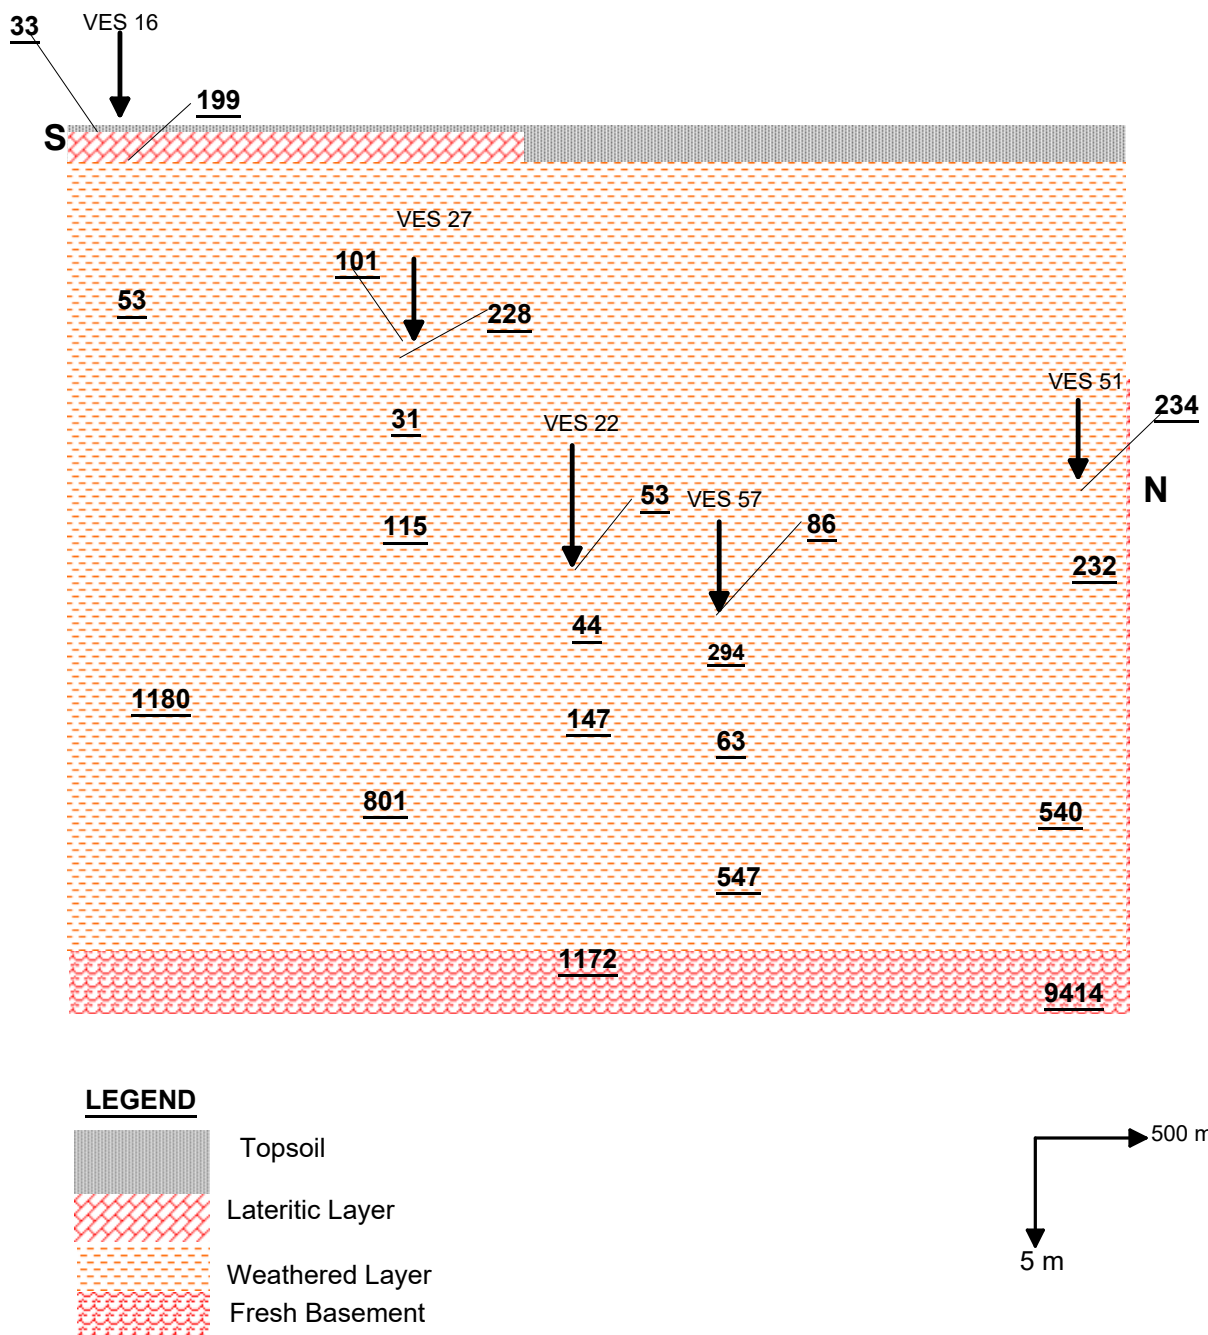 33
VES 16
199
S
VES 27
101
53
228
VES 51
234
31
VES 22
53
VES 57
N
115
86
232
44
294
1180
147
63
801
540
547
1172
9414
LEGEND
Topsoil
500 m
Lateritic Layer
5 m
Weathered Layer
Fresh Basement